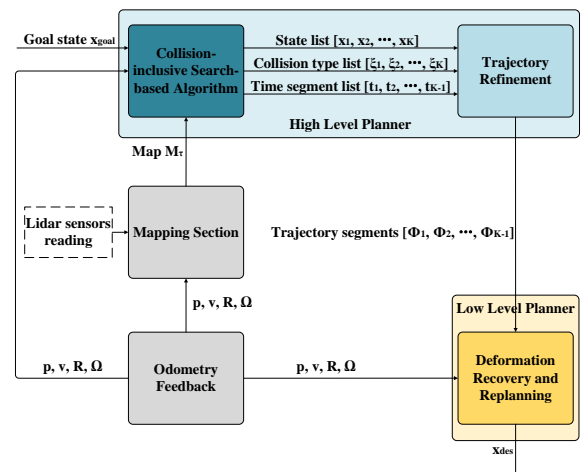 Goal state xgoal
Collision-
inclusive Search-
based Algorithm
State list [x1, x2, ···, xK]
Collision type list [ξ1, ξ2, ···, ξK]
Time segment list [t1, t2, ···, tK-1]
Trajectory
Refinement
High Level Planner
Map Mτ
Lidar sensors
reading
Mapping Section
Trajectory segments [Φ1, Φ2, ···, ΦK-1]
p, v, R, Ω
Low Level Planner
p, v, R, Ω
Odometry
Feedback
p, v, R, Ω
Deformation
Recovery and
Replanning
xdes